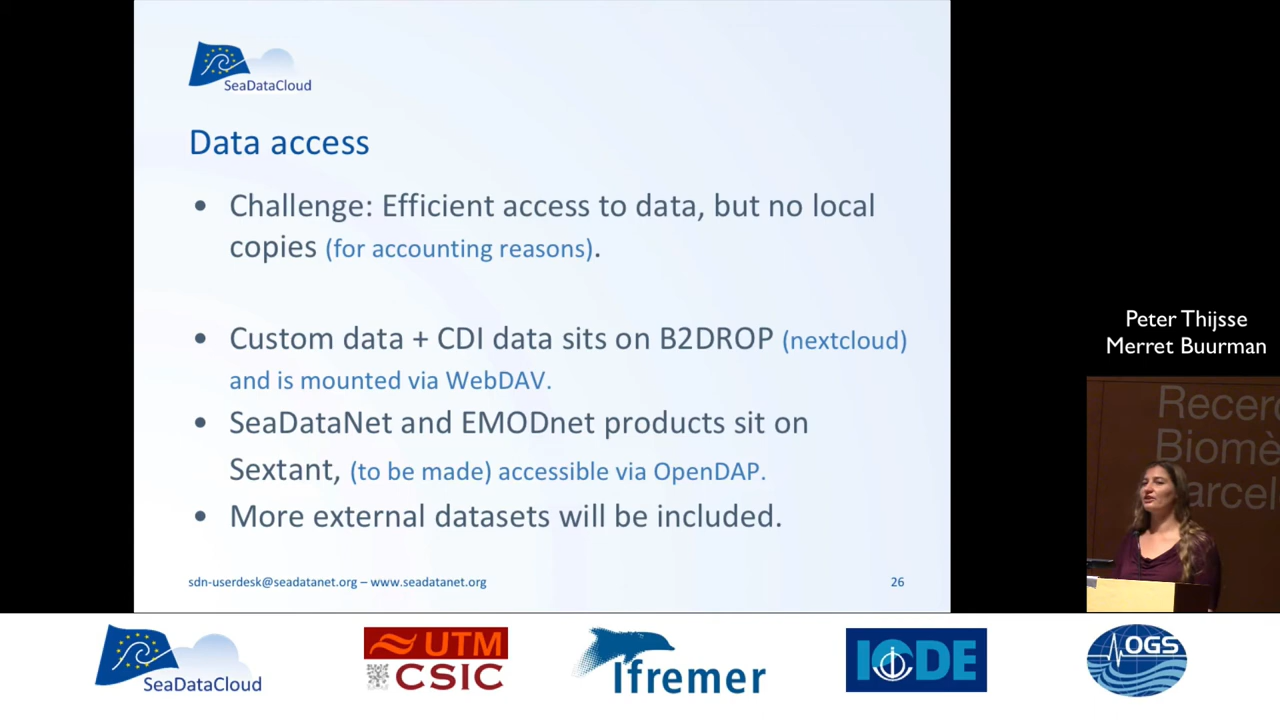 SeaDataCloud
Data access
• Challenge: Efficient access to data, but no local
copies (for accounting reasons).
• Custom data + CDI data sits on B2DROP (nextcloud)
and is mounted via WebDAV.
• SeaDataNet and EMODnet products sit on
Sextant, (to be made) accessible via OpenDAP.
• More external datasets will be included.
sdn-userdesk@seadatanet.org – www.seadatanet.org
26
Peter Thijsse
Merret Buurman
Recer
Biomè
arcel
SeaDataCloud
UTM
CSIC
Ifremer
IODE
OGS